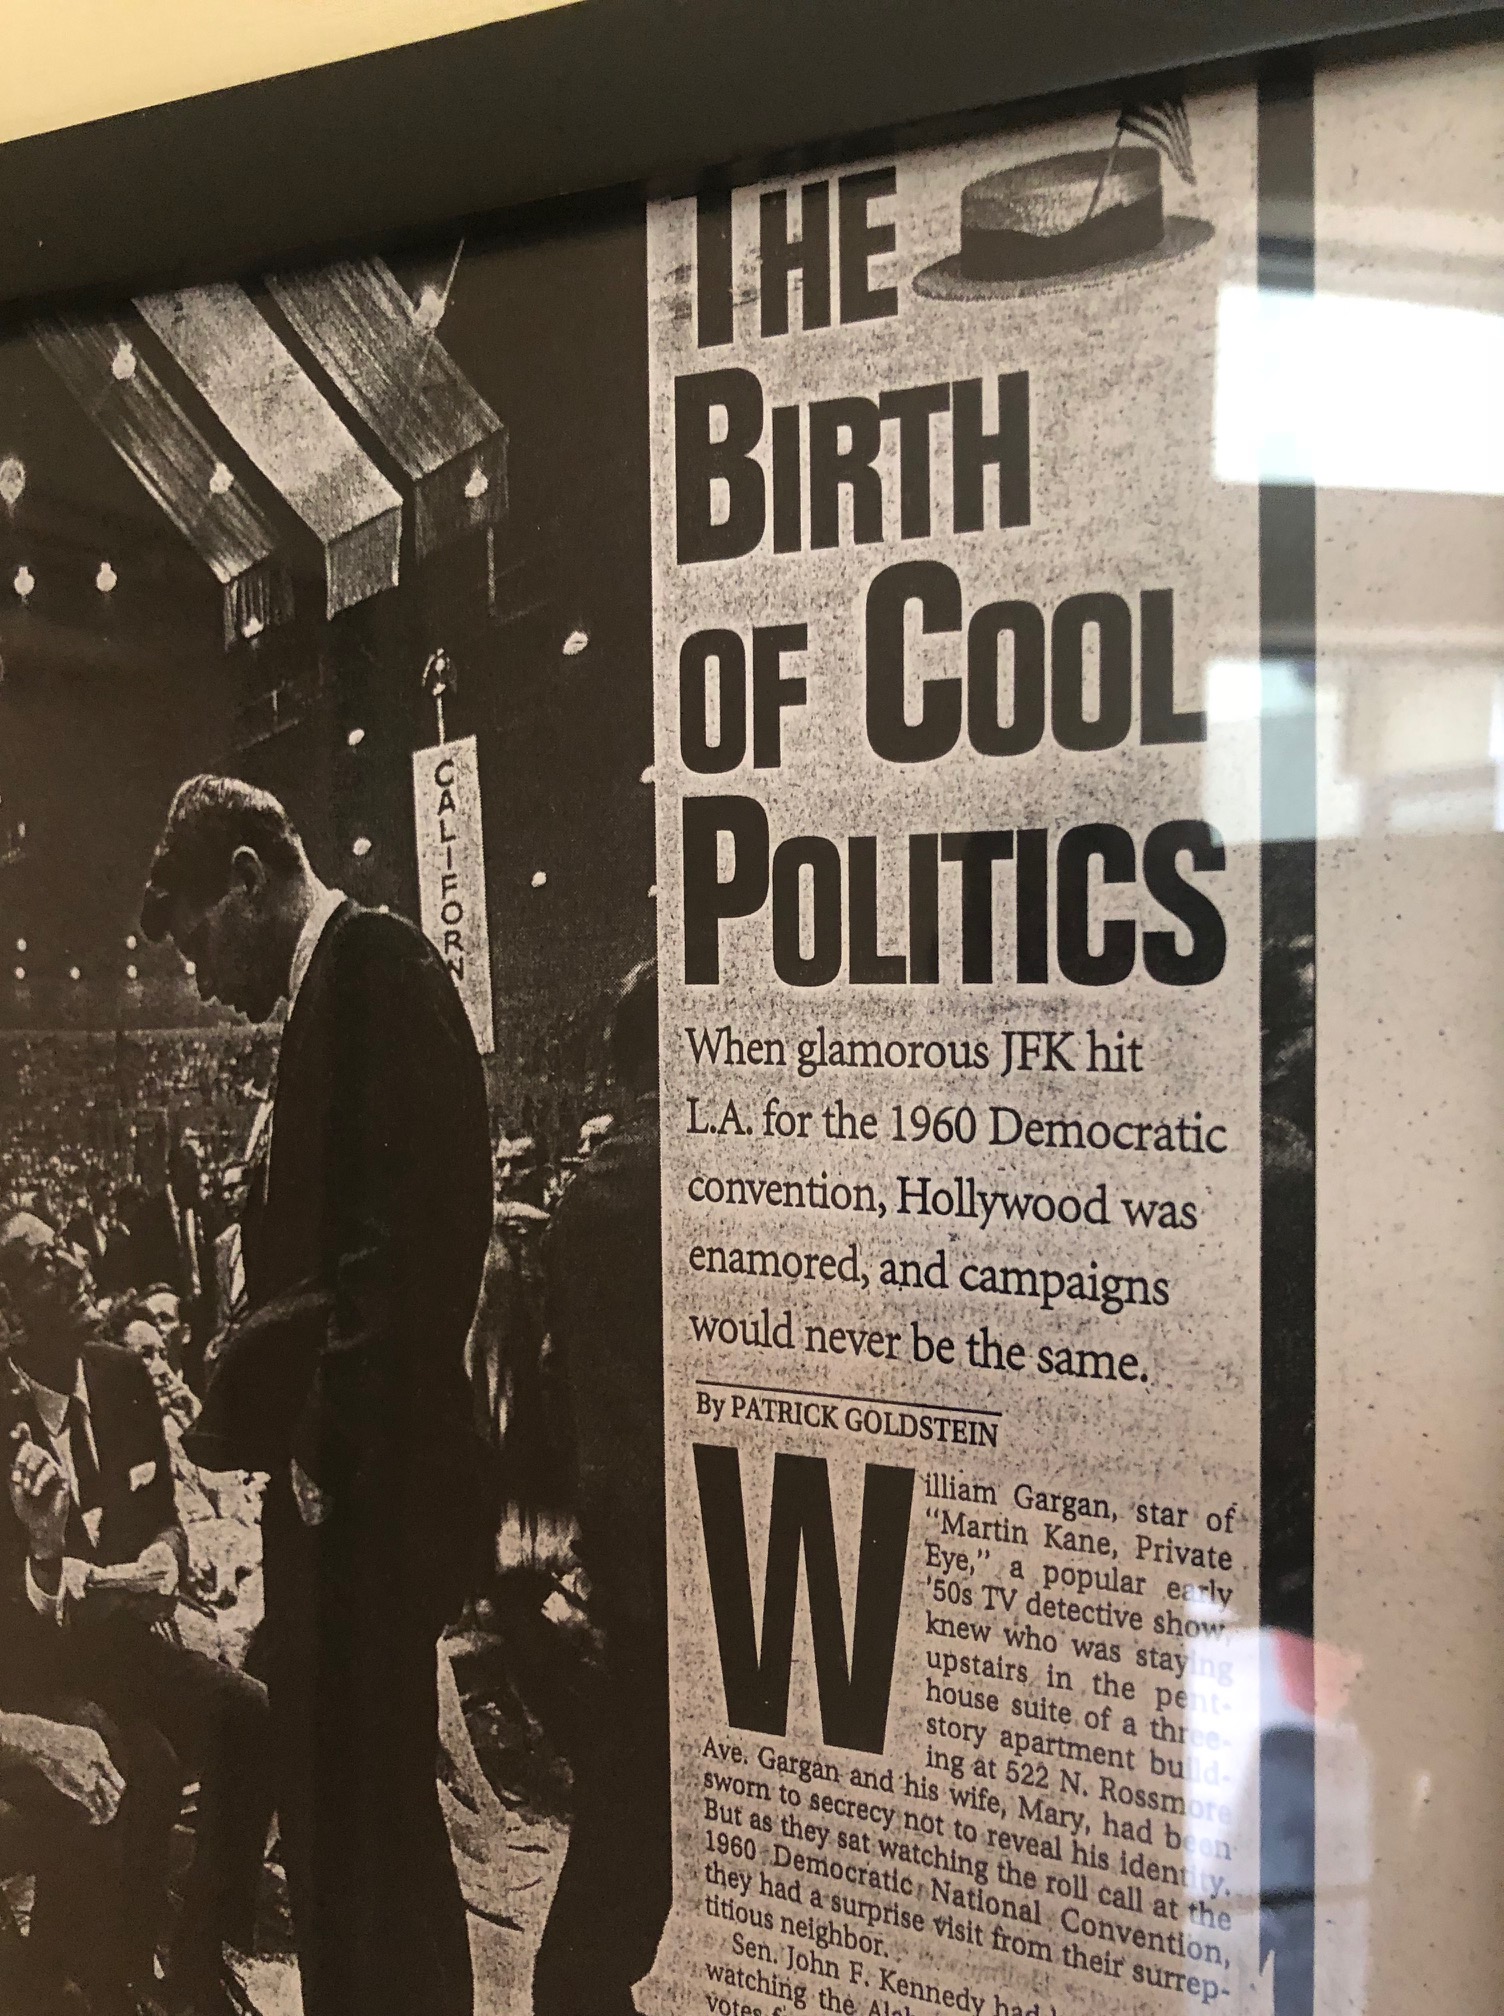 THE
BIRTH
OF COOL
POLITICS
When glamorous JFK hit
L.A. for the 1960 Democratic
convention, Hollywood was
enamored, and campaigns
would never be the same.
By PATRICK GOLDSTEIN
William Gargan, star of
"Martin Kane, Private
Eye," a popular early
'50s TV detective show,
knew who was staying
upstairs in the pent-
house suite of a three-
story apartment build-
ing at 522 N. Rossmore
Ave. Gargan and his wife, Mary, had been
sworn to secrecy not to reveal his identity.
But as they sat watching the roll call at the
1960 Democratic National Convention,
they had a surprise visit from their surrep-
titious neighbor.
Sen. John F. Kennedy had
watching the
votes
CALIFORN